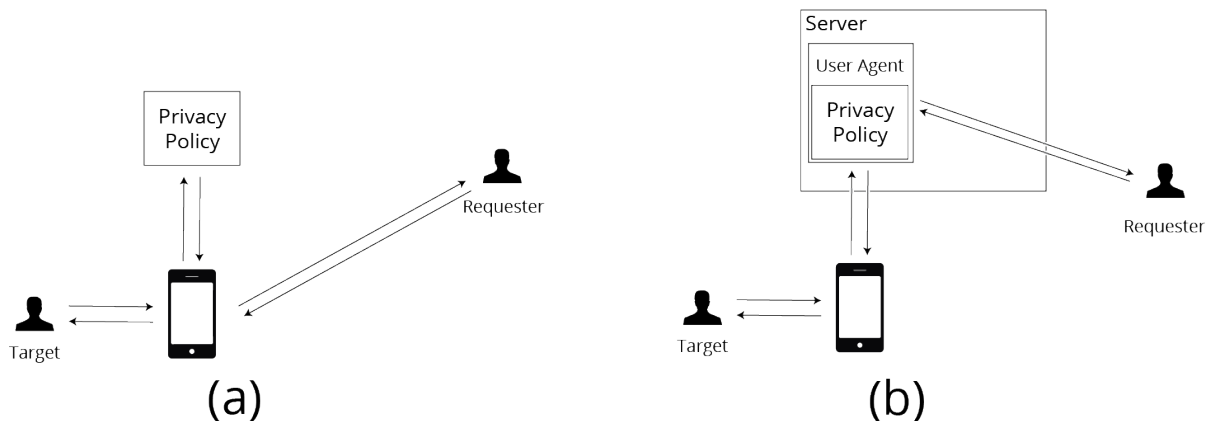 Privacy
Policy
Requester
Target
(a)
Server
User Agent
Privacy
Policy
Requester
Target
(b)